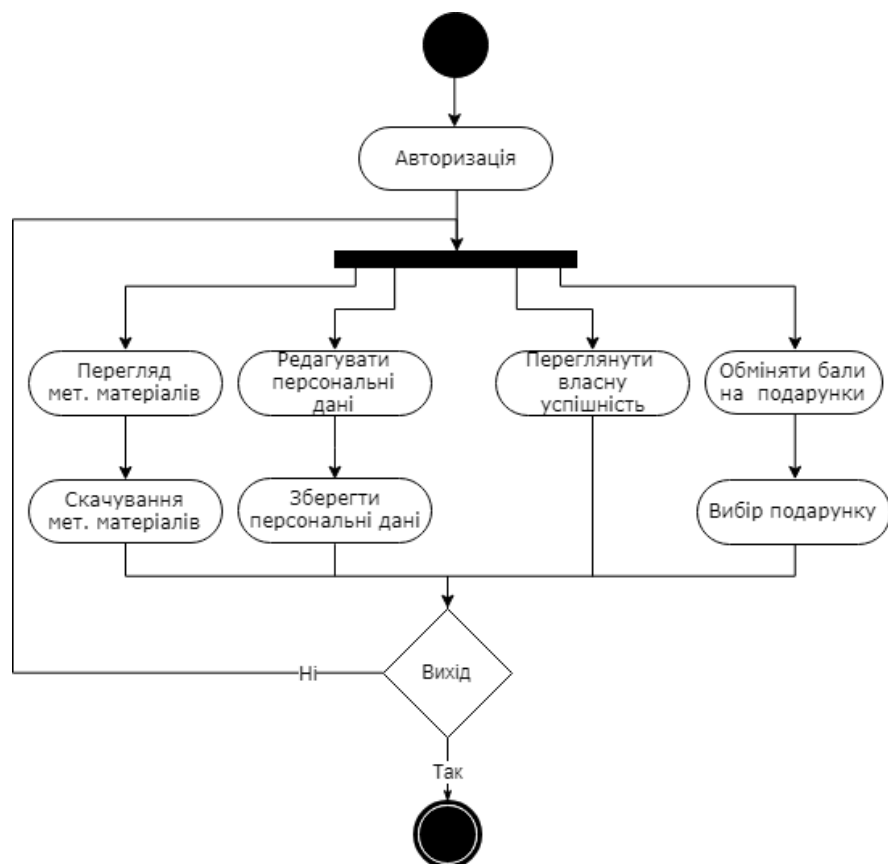 Авторизація
Перегляд
мет. матеріалів
Редагувати
персональні
дані
Переглянути
власну
успішність
Обміняти бали
на подарунки
Скачування
мет. матеріалів
Зберегти
персональні дані
Вибір подарунку
Вихід
Ні
Так